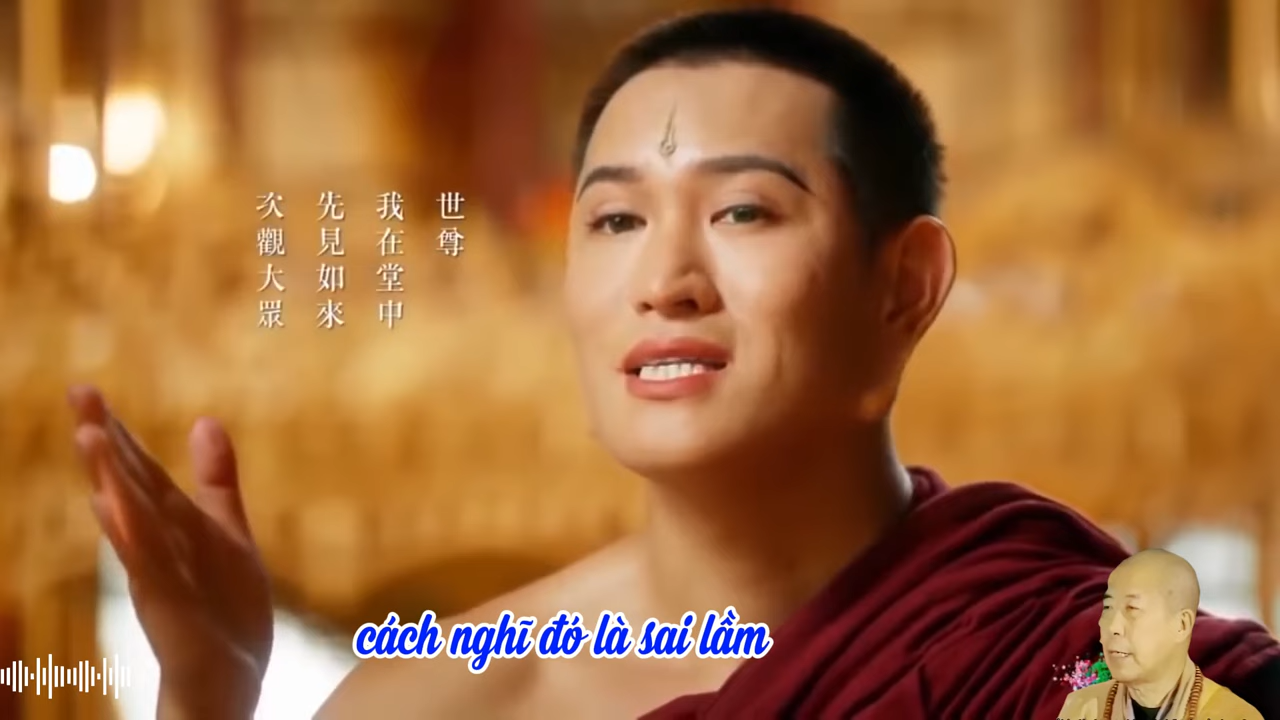 世尊
我在堂中
先見如來
次觀大眾
cách nghĩ đó là sai lầm